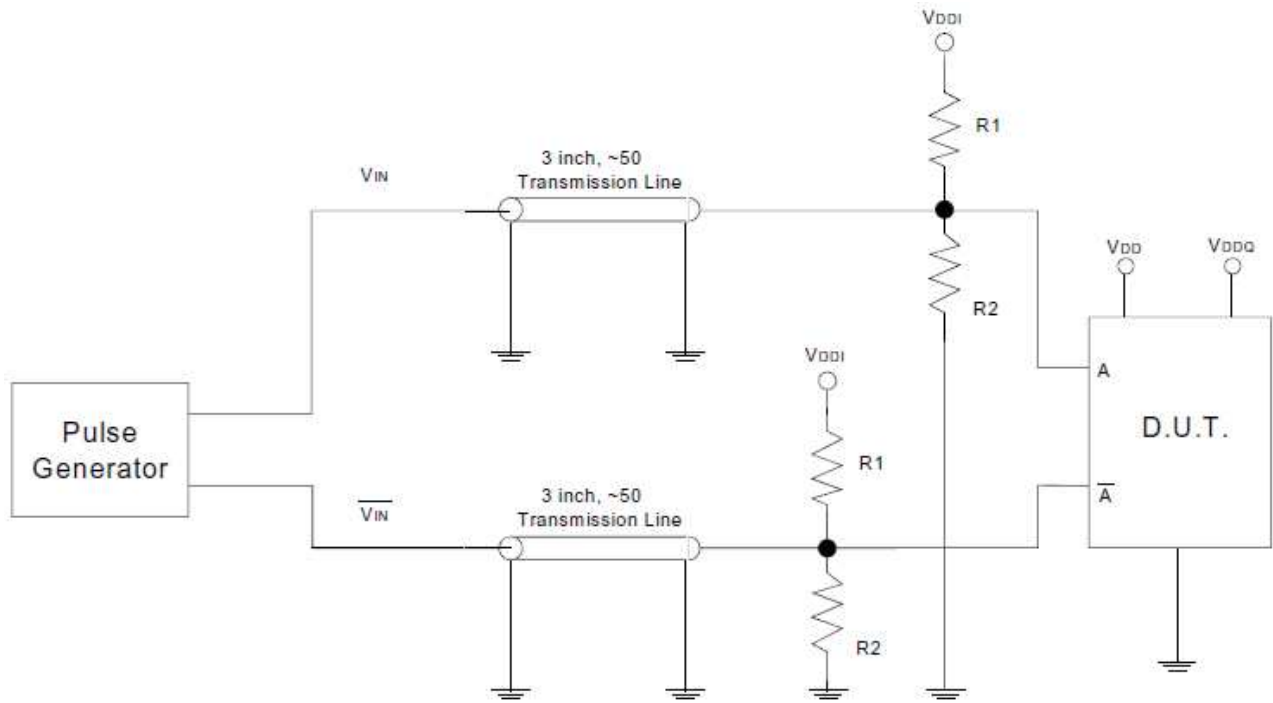 VDDI
R1
3 inch, ~50
Transmission Line
VIN
R2
VDD
VDDQ
A
D.U.T.
A̅
Pulse
Generator
VDDI
R1
3 inch, ~50
Transmission Line
V̅I̅N̅
R2